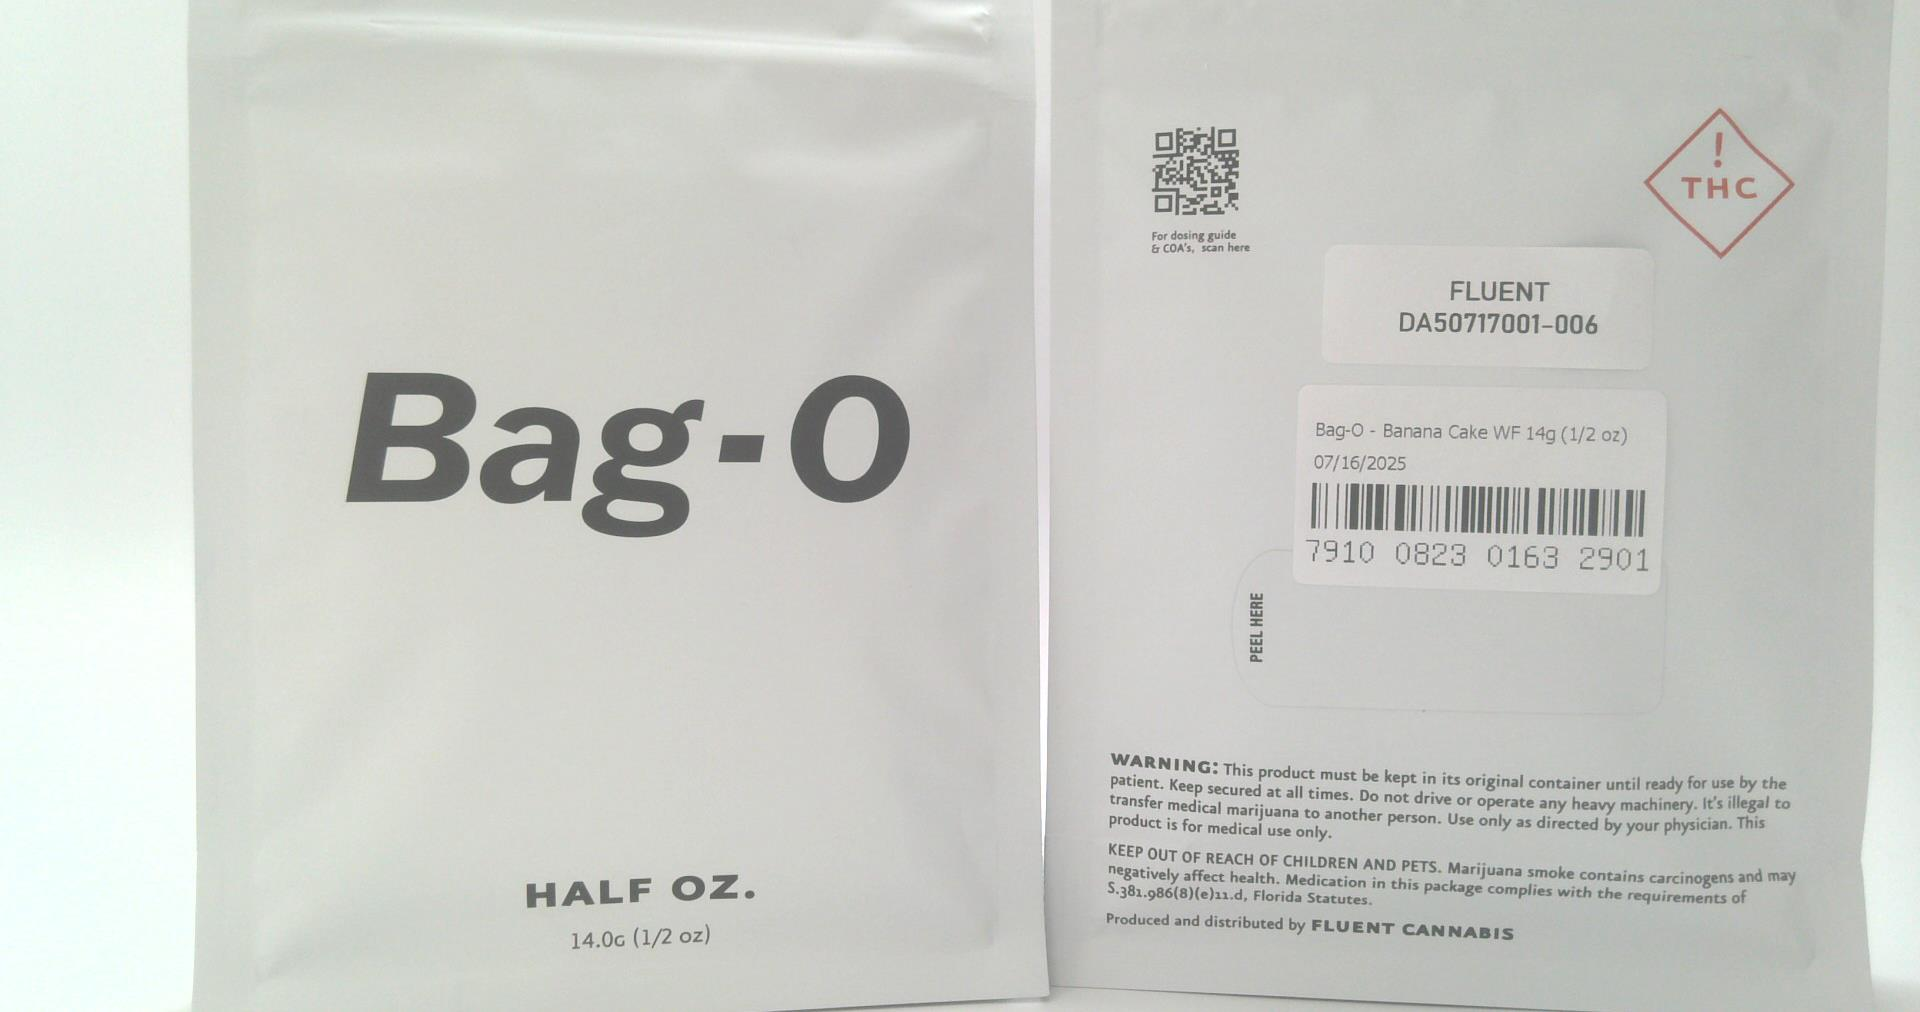 Bag-O
HALF OZ.
14.0G (1/2 oz)
For dosing guide
& COA's, scan here
!
THC
FLUENT
DA50717001-006
Bag-O - Banana Cake WF 14g (1/2 oz)
07/16/2025
7910 0823 0163 2901
PEEL HERE
WARNING: This product must be kept in its original container until ready for use by the
patient. Keep secured at all times. Do not drive or operate any heavy machinery. It's illegal to
transfer medical marijuana to another person. Use only as directed by your physician. This
product is for medical use only.
KEEP OUT OF REACH OF CHILDREN AND PETS. Marijuana smoke contains carcinogens and may
negatively affect health. Medication in this package complies with the requirements of
S.381.986(8)(e)11.d, Florida Statutes.
Produced and distributed by FLUENT CANNABIS